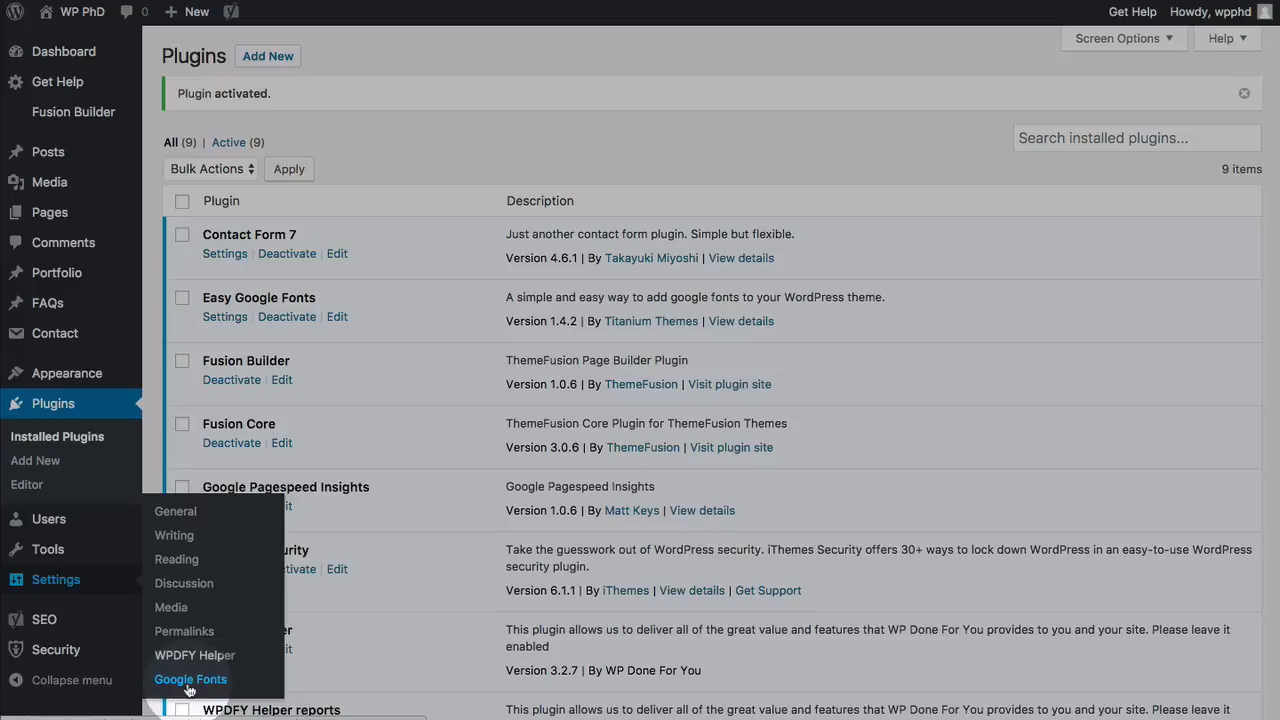 WP PhD 0 New Get Help Howdy, wpphd
Dashboard
Get Help
Fusion Builder
Posts
Media
Pages
Comments
Portfolio
FAQs
Contact
Appearance
Plugins
Installed Plugins
Add New
Editor
Users
Tools
Settings
SEO
Security
Collapse menu
General
Writing
Reading
Discussion
Media
Permalinks
WPDFY Helper
Google Fonts
Screen Options Help
Plugins Add New
Plugin activated.
All (9) | Active (9)
Search installed plugins...
Bulk Actions Apply 9 items
Plugin Description
Contact Form 7 Just another contact form plugin. Simple but flexible.
Settings | Deactivate | Edit Version 4.6.1 | By Takayuki Miyoshi | View details
Easy Google Fonts A simple and easy way to add google fonts to your WordPress theme.
Settings | Deactivate | Edit Version 1.4.2 | By Titanium Themes | View details
Fusion Builder ThemeFusion Page Builder Plugin
Deactivate | Edit Version 1.0.6 | By ThemeFusion | Visit plugin site
Fusion Core ThemeFusion Core Plugin for ThemeFusion Themes
Deactivate | Edit Version 3.0.6 | By ThemeFusion | Visit plugin site
Google Pagespeed Insights Google Pagespeed Insights
Version 1.0.6 | By Matt Keys | View details
Take the guesswork out of WordPress security. iThemes Security offers 30+ ways to lock down WordPress in an easy-to-use WordPress
security plugin.
| Edit Version 6.1.1 | By iThemes | View details | Get Support
This plugin allows us to deliver all of the great value and features that WP Done For You provides to you and your site. Please leave it
enabled
Version 3.2.7 | By WP Done For You
WPDFY Helper reports This plugin allows us to deliver all of the great value and features that WP Done For You provides to you and your site. Please leave it